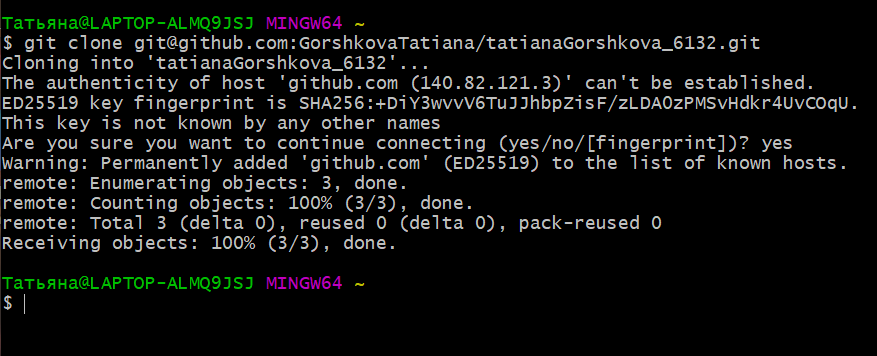 Татьяна@LAPTOP-ALMQ9JSJ MINGW64 ~
$ git clone git@github.com:GorshkovaTatiana/tatianaGorshkova_6132.git
Cloning into 'tatianaGorshkova_6132'...
The authenticity of host 'github.com (140.82.121.3)' can't be established.
ED25519 key fingerprint is SHA256:+DiY3wvvV6TuJJhbpZisF/zLDA0zPMSvHdkr4UvCOqU.
This key is not known by any other names
Are you sure you want to continue connecting (yes/no/[fingerprint])? yes
Warning: Permanently added 'github.com' (ED25519) to the list of known hosts.
remote: Enumerating objects: 3, done.
remote: Counting objects: 100% (3/3), done.
remote: Total 3 (delta 0), reused 0 (delta 0), pack-reused 0
Receiving objects: 100% (3/3), done.
Татьяна@LAPTOP-ALMQ9JSJ MINGW64 ~
$